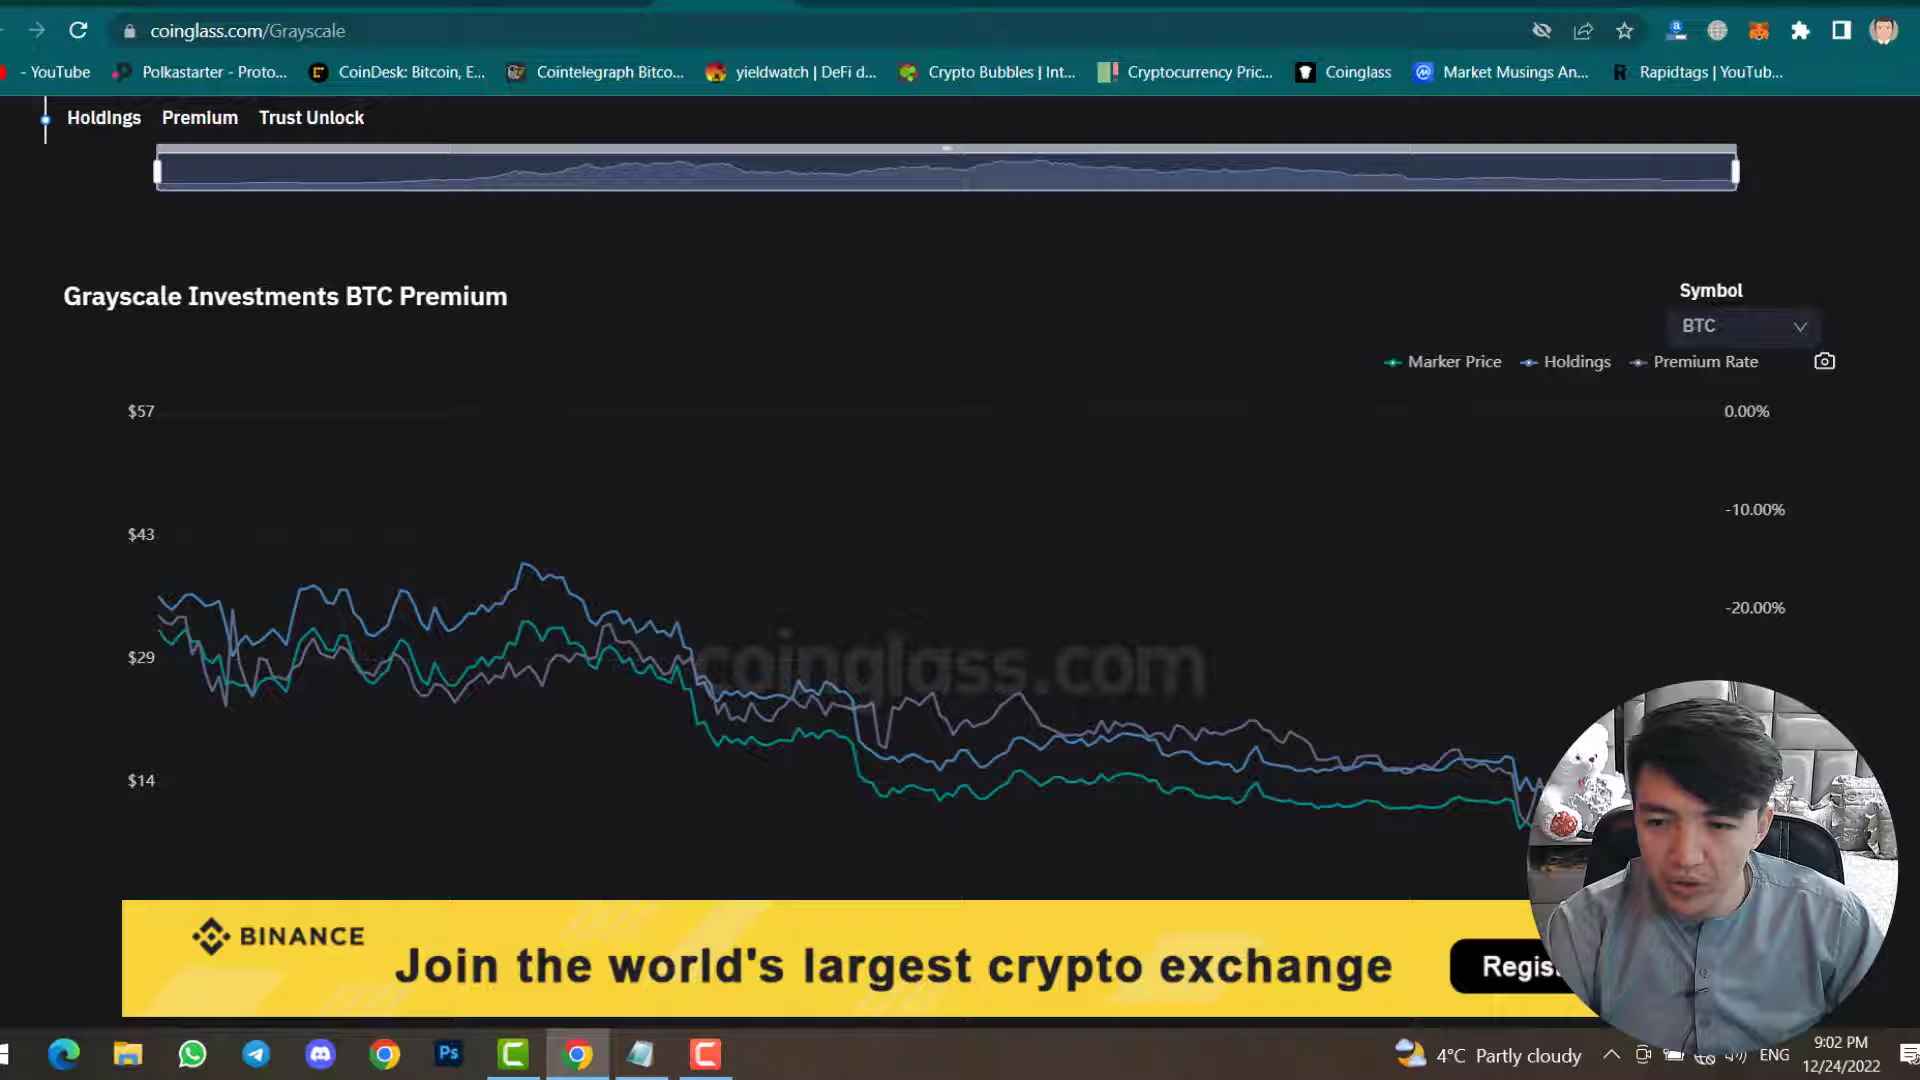 coinglass.com/Grayscale
- YouTube
Polkastarter - Proto...
CoinDesk: Bitcoin, E...
Cointelegraph Bitco...
yieldwatch | DeFi d...
Crypto Bubbles | Int...
Cryptocurrency Pric...
Coinglass
Market Musings An...
Rapidtags | YouTub...
Holdings Premium Trust Unlock
Grayscale Investments BTC Premium
Symbol
BTC
Marker Price
Holdings
Premium Rate
$57
0.00%
-10.00%
$43
-20.00%
$29
coinglass.com
$14
BINANCE
Join the world's largest crypto exchange
Regis
Ps
4°C Partly cloudy
ENG
9:02 PM
12/24/2022